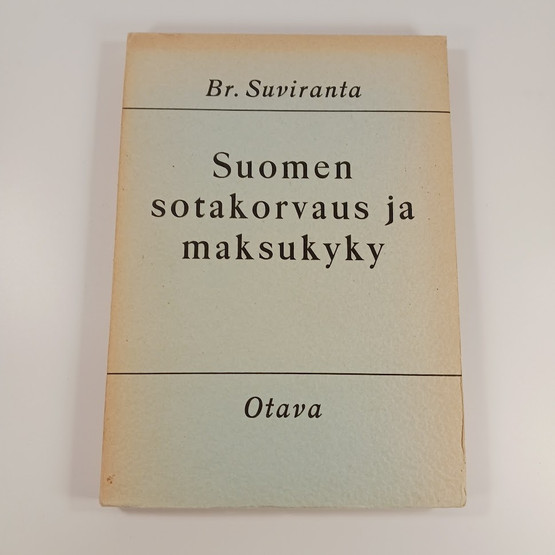 Br. Suviranta
Suomen
sotakorvaus ja
maksukyky
Otava